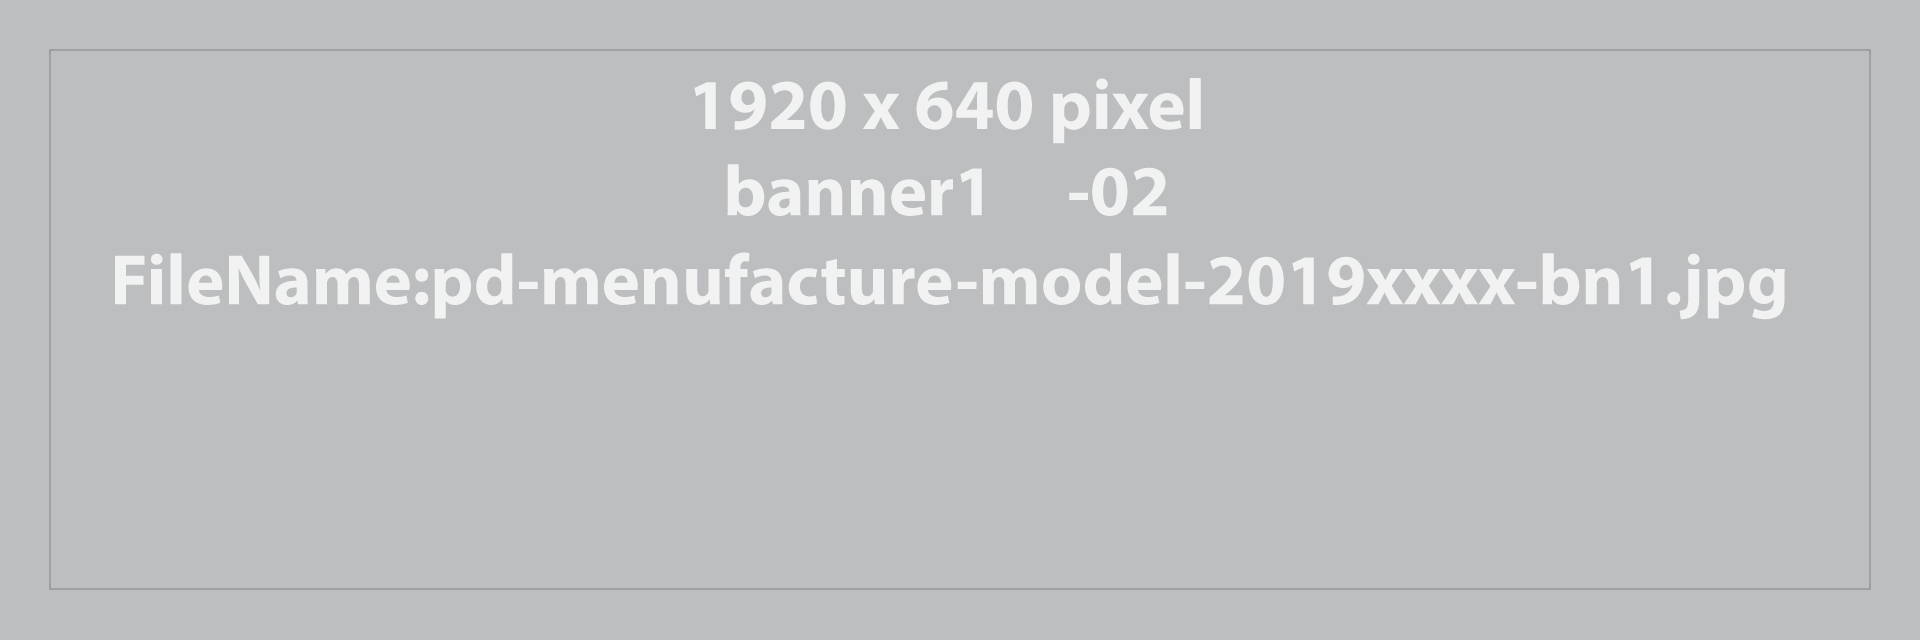 1920 x 640 pixel
banner1 -02
FileName:pd-menufacture-model-2019xxxx-bn1.jpg